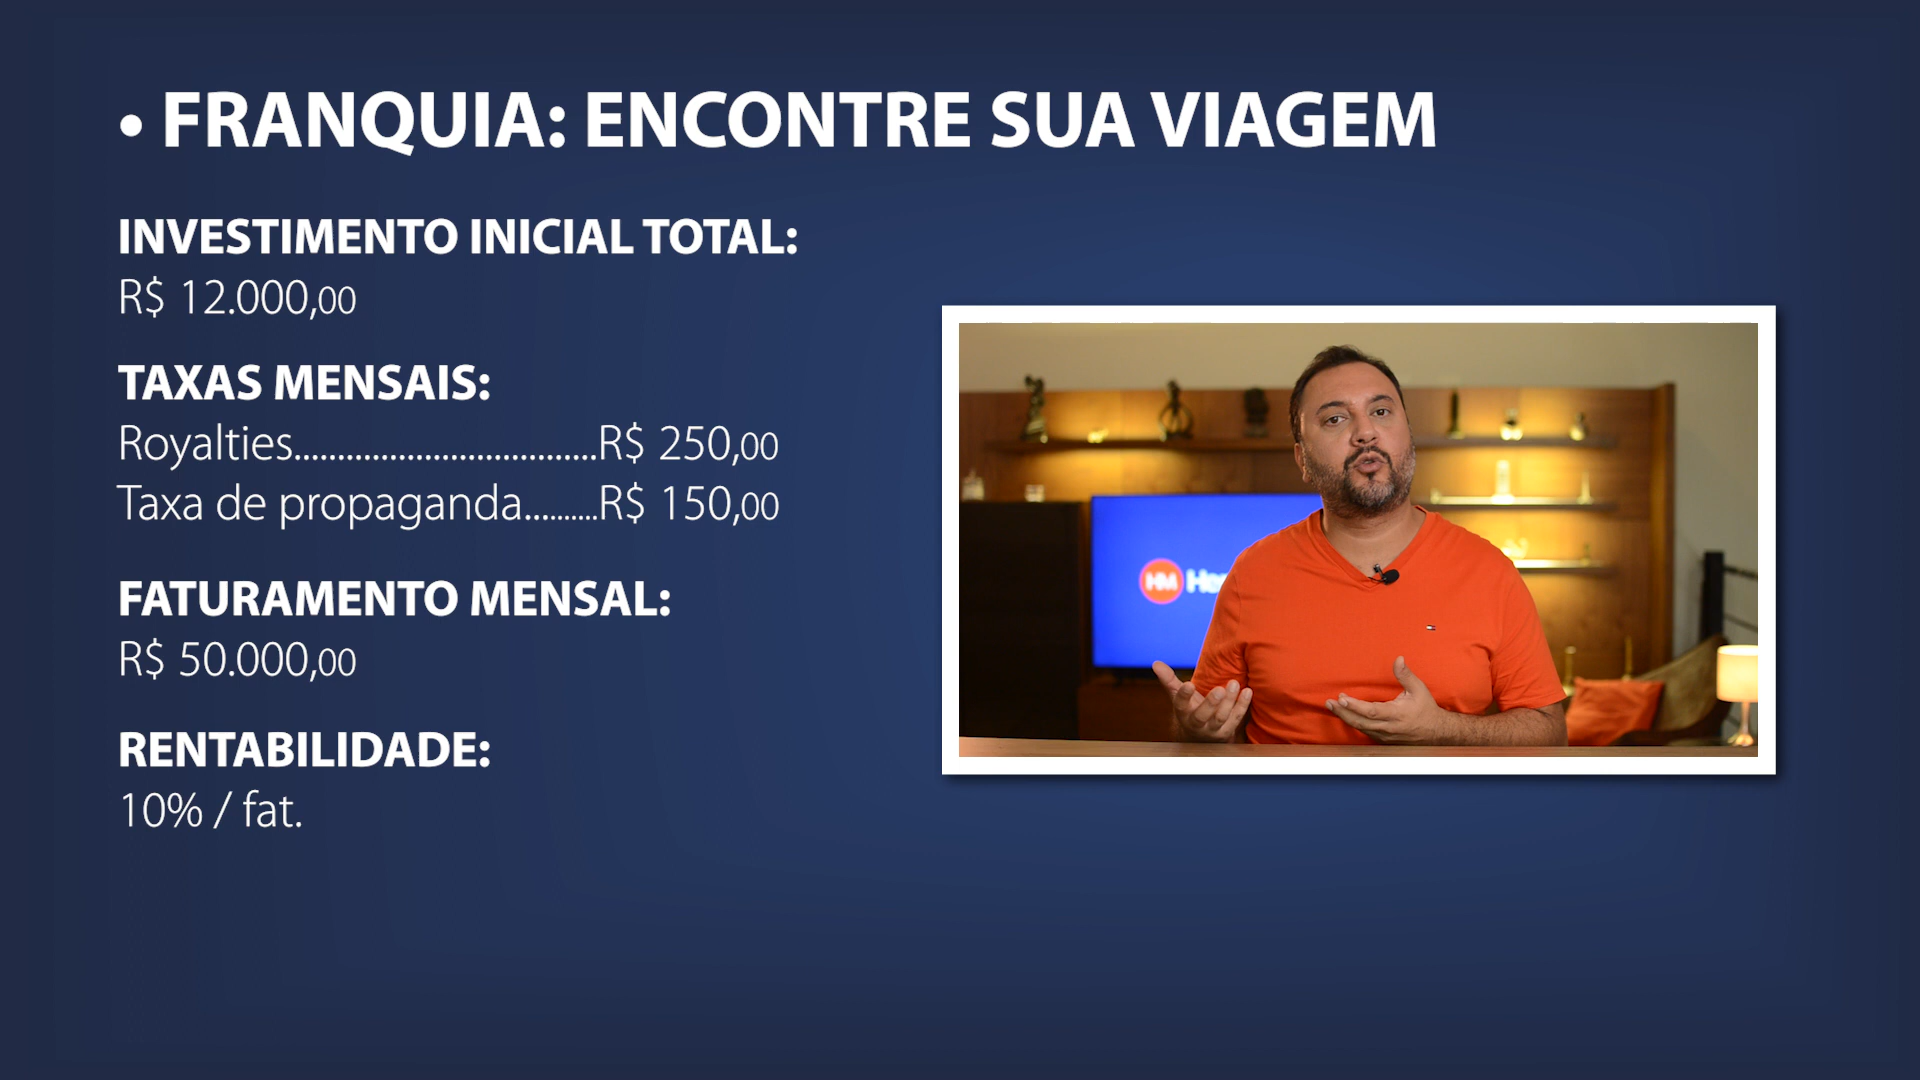 • FRANQUIA: ENCONTRE SUA VIAGEM
INVESTIMENTO INICIAL TOTAL:
R$ 12.000,00
TAXAS MENSAIS:
Royalties...................................R$ 250,00
Taxa de propaganda.........R$ 150,00
FATURAMENTO MENSAL:
R$ 50.000,00
RENTABILIDADE:
10% / fat.
HM